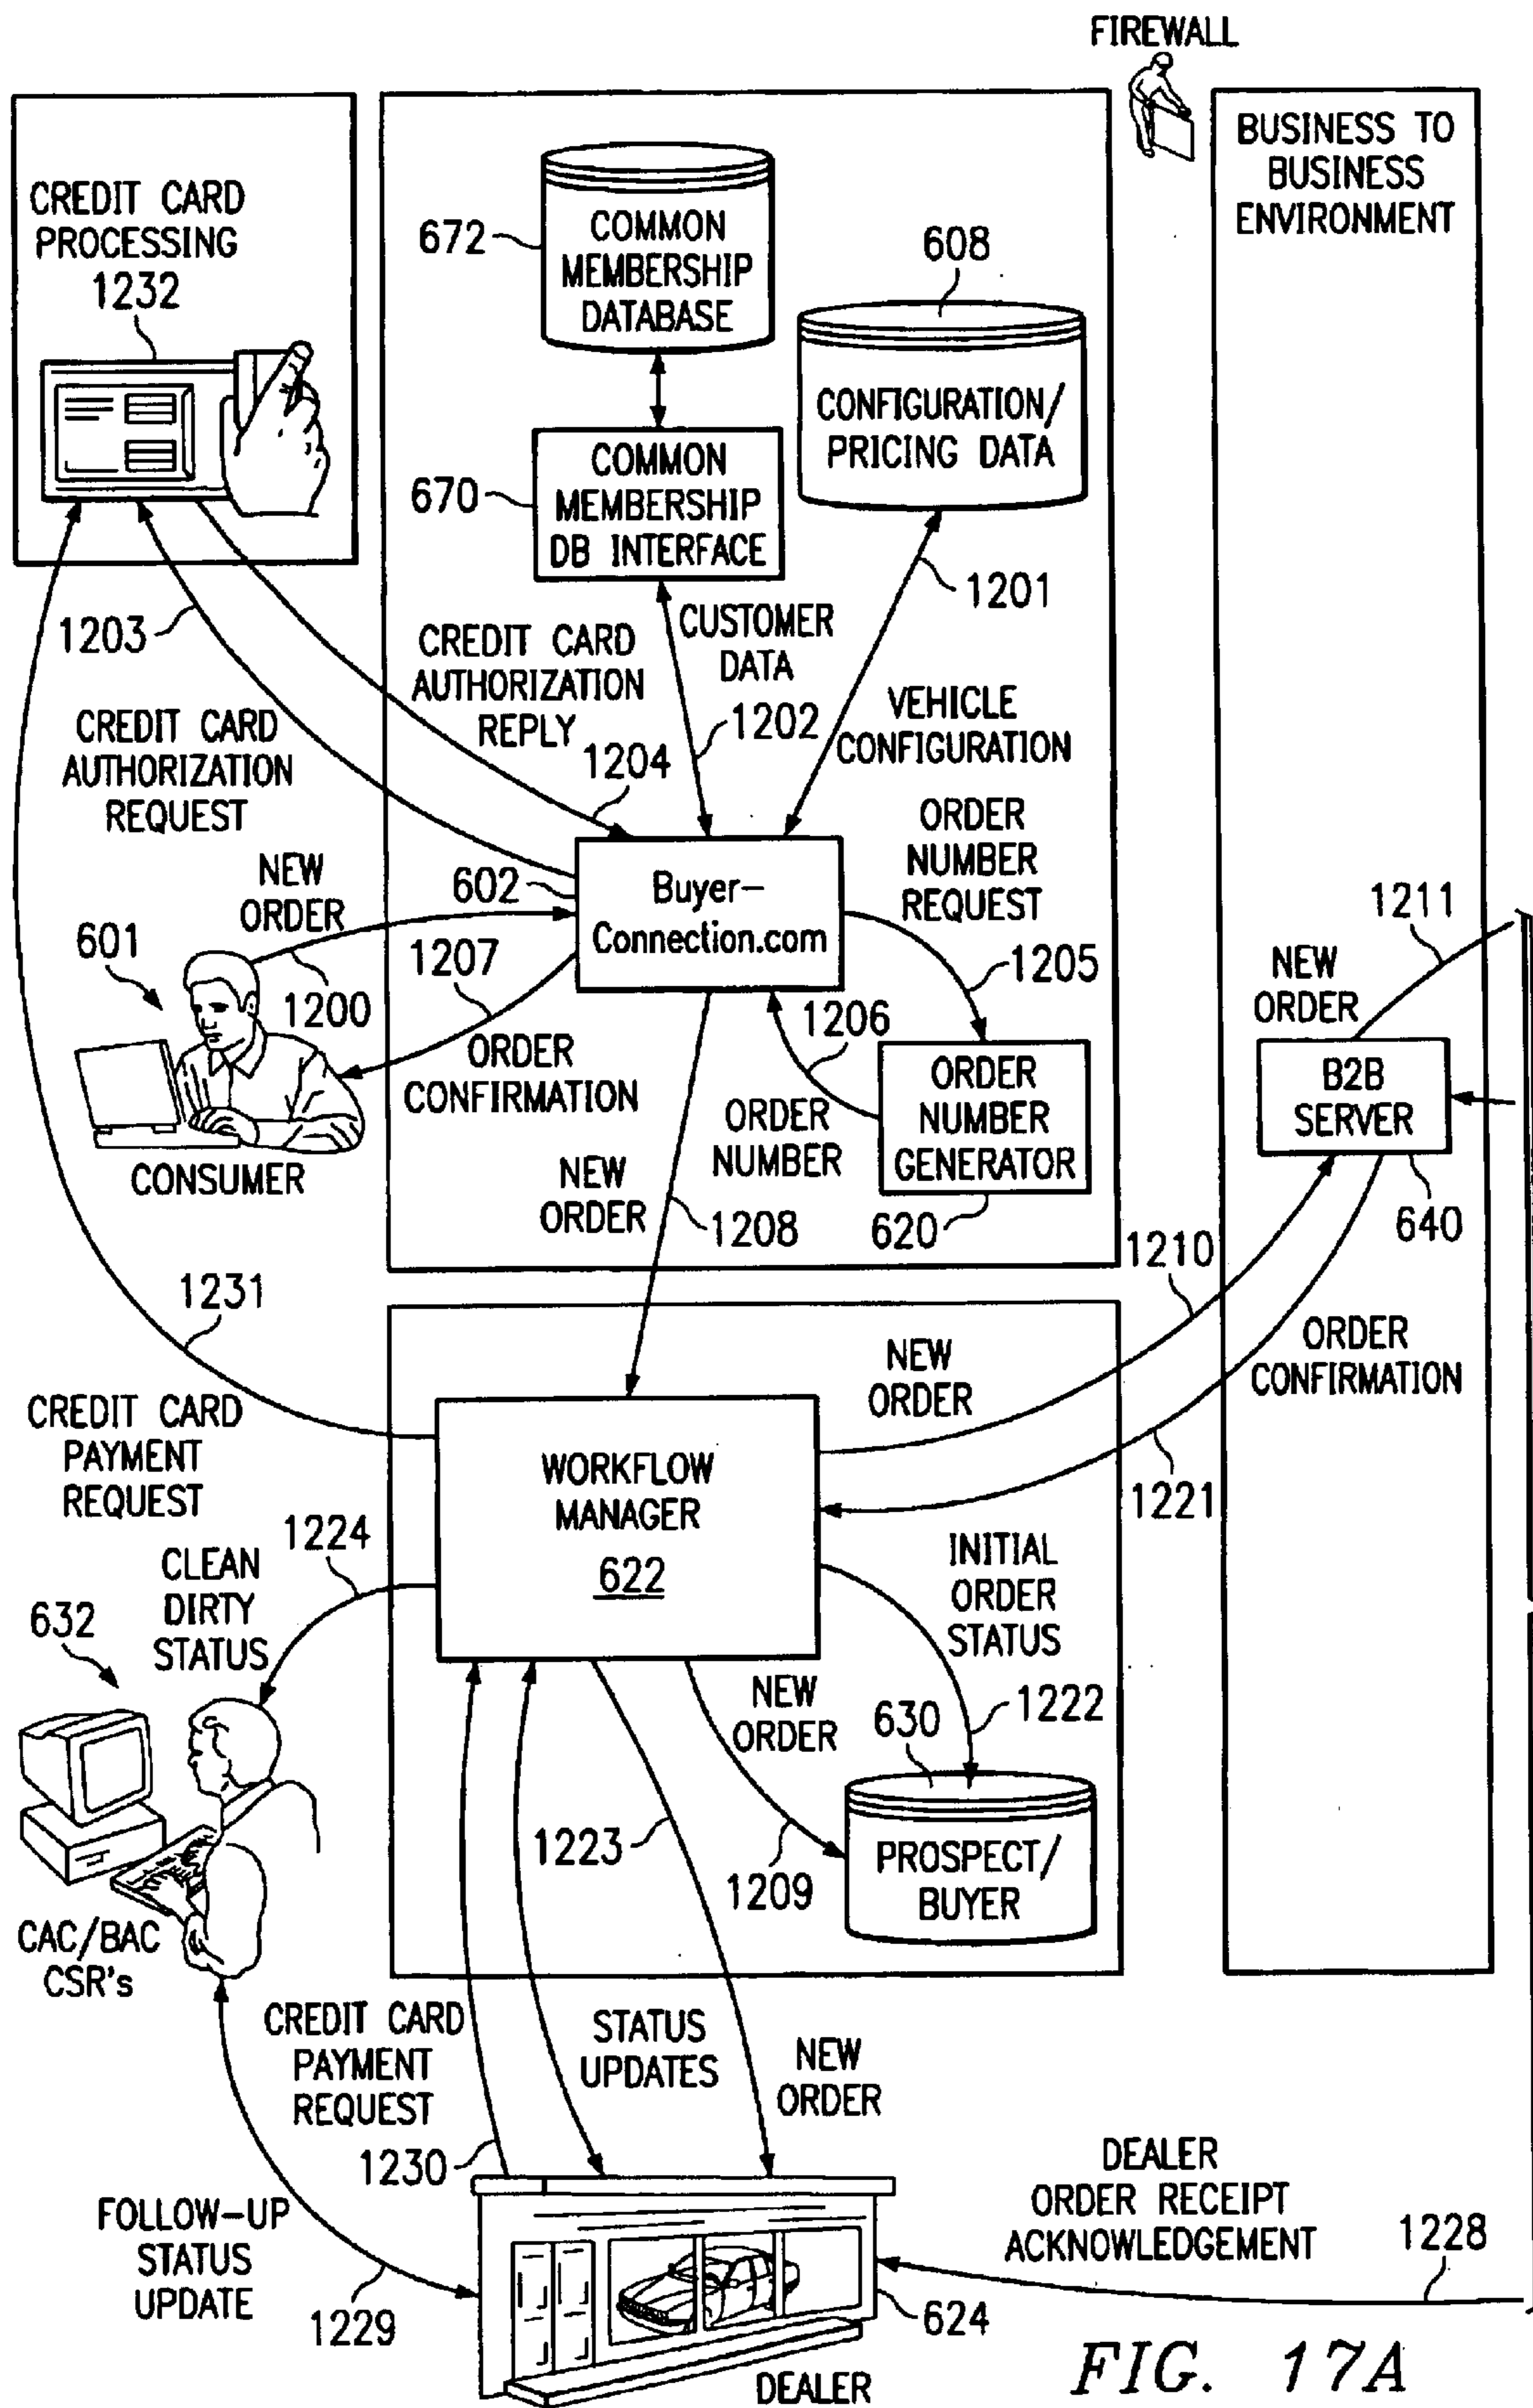 FIREWALL
CREDIT CARD
PROCESSING
1232
672
COMMON
MEMBERSHIP
DATABASE
608
CONFIGURATION/
PRICING DATA
BUSINESS TO
BUSINESS
ENVIRONMENT
670
COMMON
MEMBERSHIP
DB INTERFACE
1201
1203
CREDIT CARD
AUTHORIZATION
REPLY
1204
CUSTOMER
DATA
1202
VEHICLE
CONFIGURATION
CREDIT CARD
AUTHORIZATION
REQUEST
ORDER
NUMBER
REQUEST
NEW
ORDER
602
Buyer-
Connection.com
601
1200
1207
1205
1206
ORDER
CONFIRMATION
ORDER
NUMBER
ORDER
NUMBER
GENERATOR
620
CONSUMER
NEW
ORDER
1208
1211
NEW
ORDER
B2B
SERVER
640
1210
1231
NEW
ORDER
ORDER
CONFIRMATION
1221
CREDIT CARD
PAYMENT
REQUEST
WORKFLOW
MANAGER
622
1224
CLEAN
DIRTY
STATUS
INITIAL
ORDER
STATUS
632
NEW
ORDER
630
1222
1223
1209
PROSPECT/
BUYER
CAC/BAC
CSR's
CREDIT CARD
PAYMENT
REQUEST
1230
STATUS
UPDATES
NEW
ORDER
FOLLOW-UP
STATUS
UPDATE
1229
DEALER
ORDER RECEIPT
ACKNOWLEDGEMENT
1228
624
DEALER
FIG. 17A